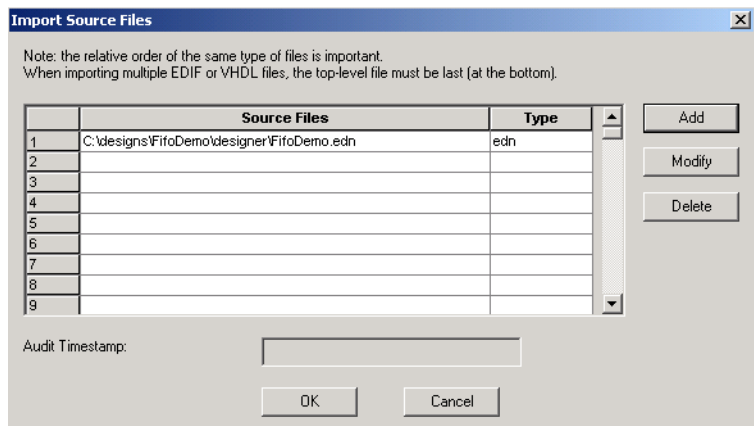 Import Source Files
Note: the relative order of the same type of files is important.
When importing multiple EDIF or VHDL files, the top-level file must be last (at the bottom).
Source Files Type
1 C:\designs\FifoDemo\designer\FifoDemo.edn edn
2
3
4
5
6
7
8
9
Add
Modify
Delete
Audit Timestamp:
OK Cancel